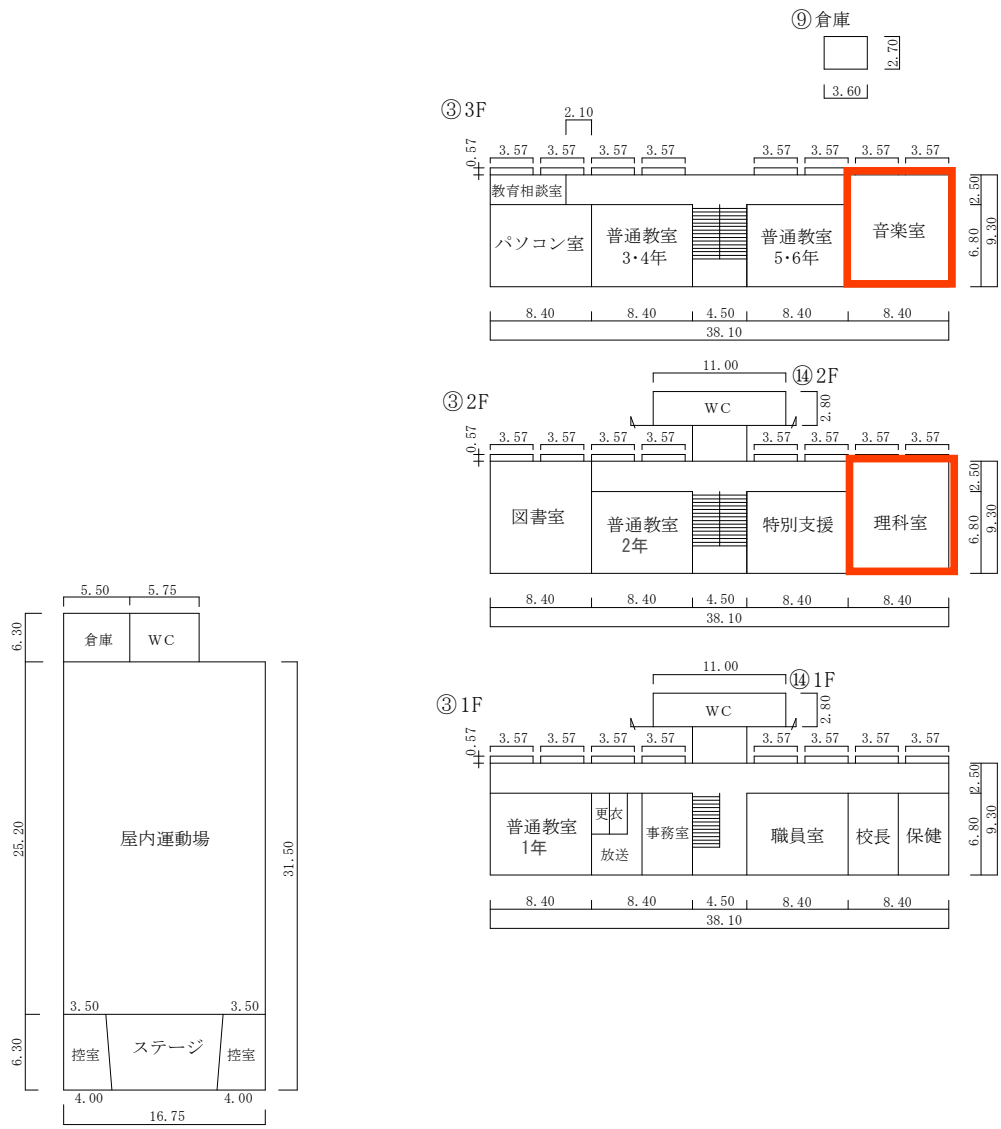 ⑨倉庫
2.70
3.60
③3F
2.10
0.57
3.57 3.57 3.57 3.57 3.57 3.57 3.57 3.57
教育相談室
パソコン室
普通教室
3・4年
普通教室
5・6年
音楽室
2.50
6.80
9.30
8.40 8.40 4.50 8.40 8.40
38.10
11.00
⑭2F
③2F
WC
2.80
0.57
3.57 3.57 3.57 3.57 3.57 3.57 3.57 3.57
図書室
普通教室
2年
特別支援
理科室
2.50
6.80
9.30
8.40 8.40 4.50 8.40 8.40
38.10
11.00
⑭1F
③1F
WC
2.80
0.57
3.57 3.57 3.57 3.57 3.57 3.57 3.57 3.57
普通教室
1年
更衣
放送
事務室
職員室
校長
保健
2.50
6.80
9.30
8.40 8.40 4.50 8.40 8.40
38.10
5.50 5.75
6.30
倉庫
WC
屋内運動場
25.20
31.50
3.50 3.50
6.30
控室
ステージ
控室
4.00 4.00
16.75